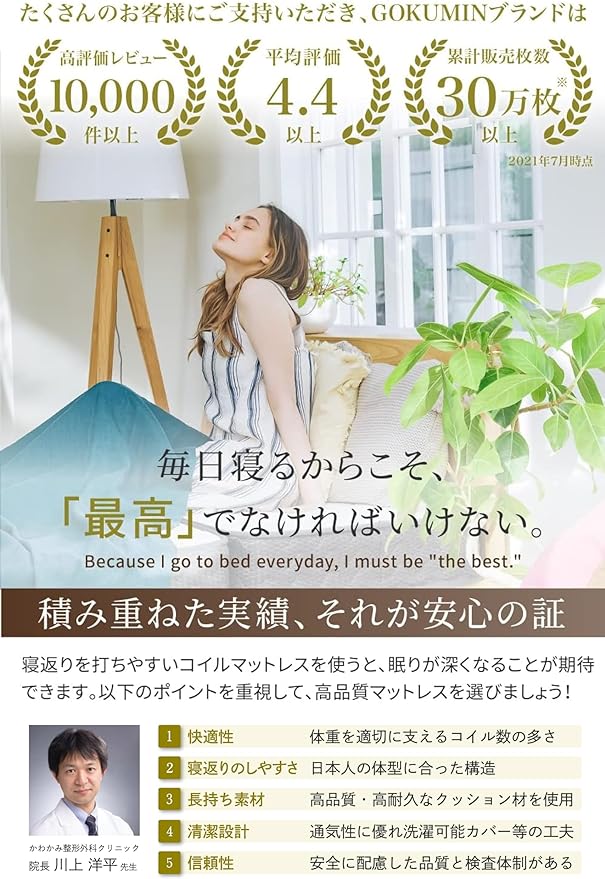 たくさんのお客様にご支持いただき、GOKUMINブランドは
高評価レビュー
10,000
件以上
平均評価
4.4
以上
累計販売枚数
30万枚※
以上
2021年7月時点
毎日寝るからこそ、
「最高」でなければいけない。
Because I go to bed everyday, I must be "the best."
積み重ねた実績、それが安心の証
寝返りを打ちやすいコイルマットレスを使うと、眠りが深くなることが期待
できます。以下のポイントを重視して、高品質マットレスを選びましょう!
1 快適性 体重を適切に支えるコイル数の多さ
2 寝返りのしやすさ 日本人の体型に合った構造
3 長持ち素材 高品質・高耐久なクッション材を使用
4 清潔設計 通気性に優れ洗濯可能カバー等の工夫
5 信頼性 安全に配慮した品質と検査体制がある
かわかみ整形外科クリニック
院長 川上 洋平 先生